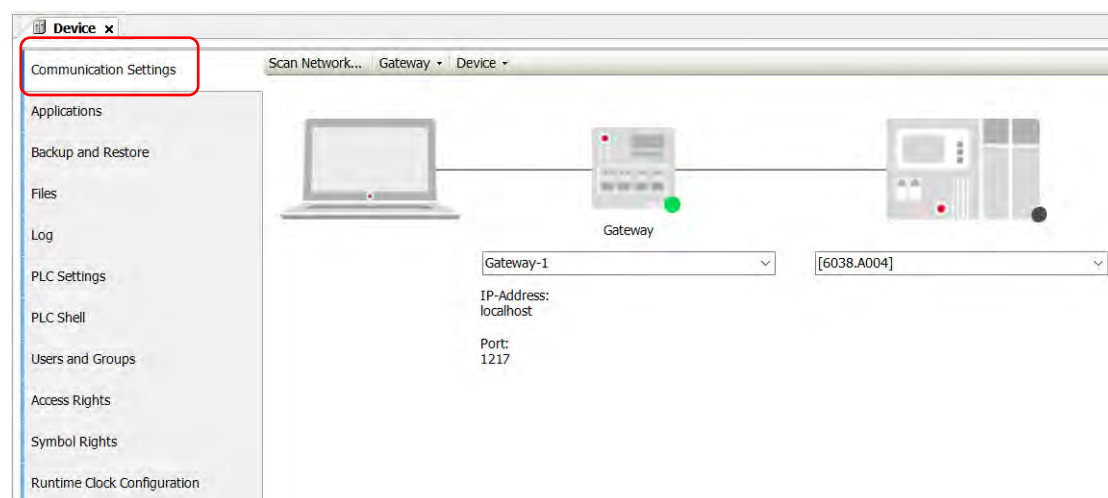 Device x
Communication Settings
Scan Network... Gateway Device
Applications
Backup and Restore
Files
Log
PLC Settings
PLC Shell
Users and Groups
Access Rights
Symbol Rights
Runtime Clock Configuration
Gateway
Gateway-1
[6038.A004]
IP-Address:
localhost
Port:
1217